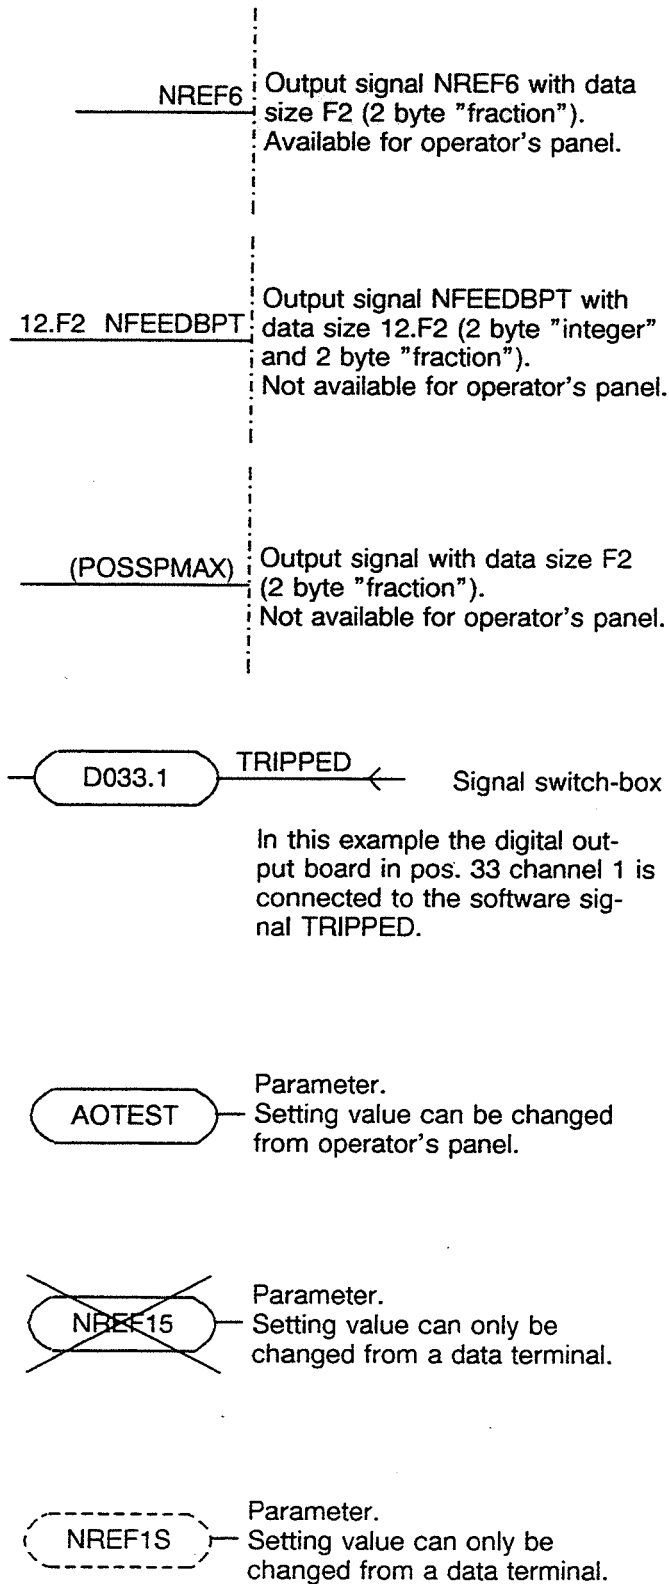 NREF6
Output signal NREF6 with data
size F2 (2 byte "fraction").
Available for operator's panel.
12.F2 NFEEDBPT
Output signal NFEEDBPT with
data size 12.F2 (2 byte "integer"
and 2 byte "fraction").
Not available for operator's panel.
(POSSPMAX)
Output signal with data size F2
(2 byte "fraction").
Not available for operator's panel.
D033.1
TRIPPED
Signal switch-box
In this example the digital out-
put board in pos. 33 channel 1 is
connected to the software sig-
nal TRIPPED.
AOTEST
Parameter.
Setting value can be changed
from operator's panel.
NREF15
Parameter.
Setting value can only be
changed from a data terminal.
NREF1S
Parameter.
Setting value can only be
changed from a data terminal.